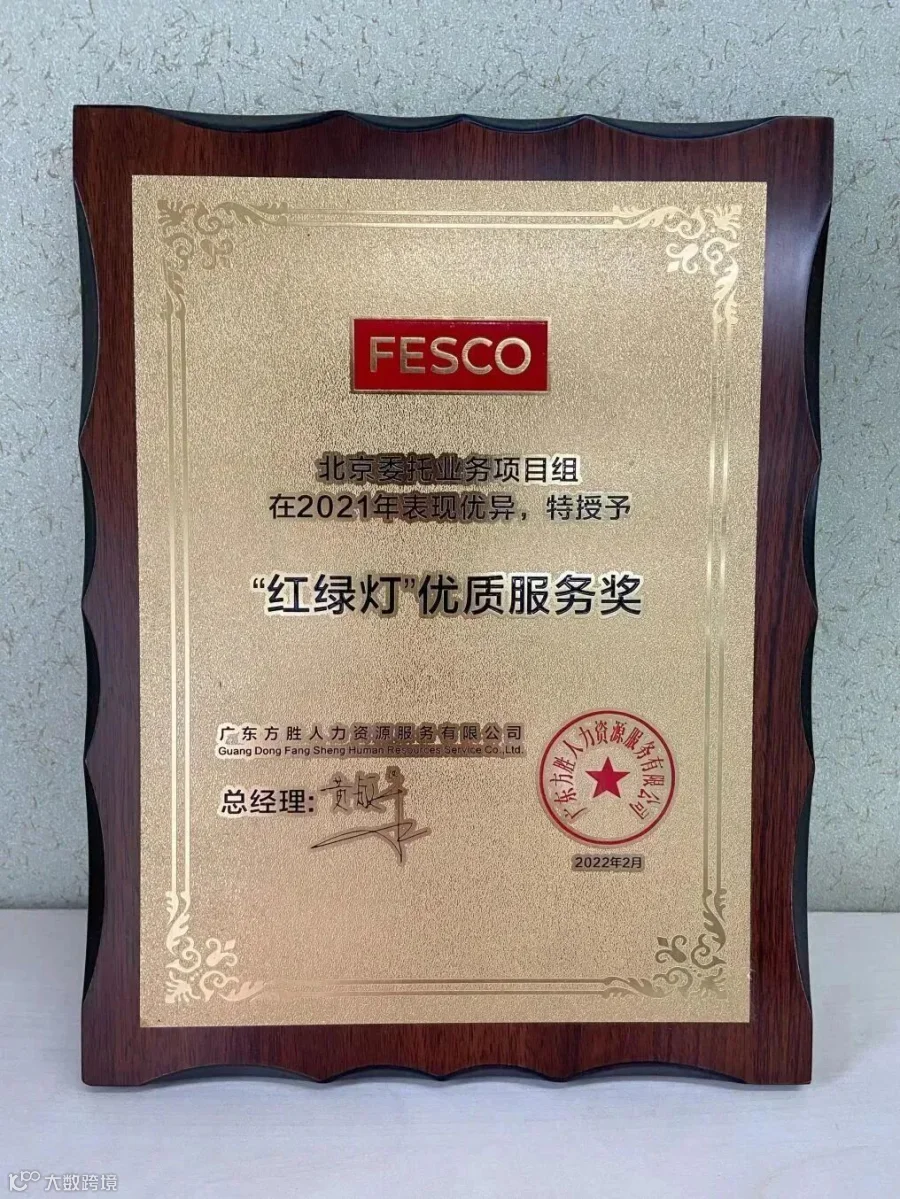 FESCO
北京委托业务项目组
在2021年表现优异，特授予
“红绿灯”优质服务奖
广东方胜人力资源服务有限公司
Guang Dong Fang Sheng Human Resources Service Co.,Ltd.
总经理:
广东方胜人力资源服务有限公司
2022年2月
大数跨境